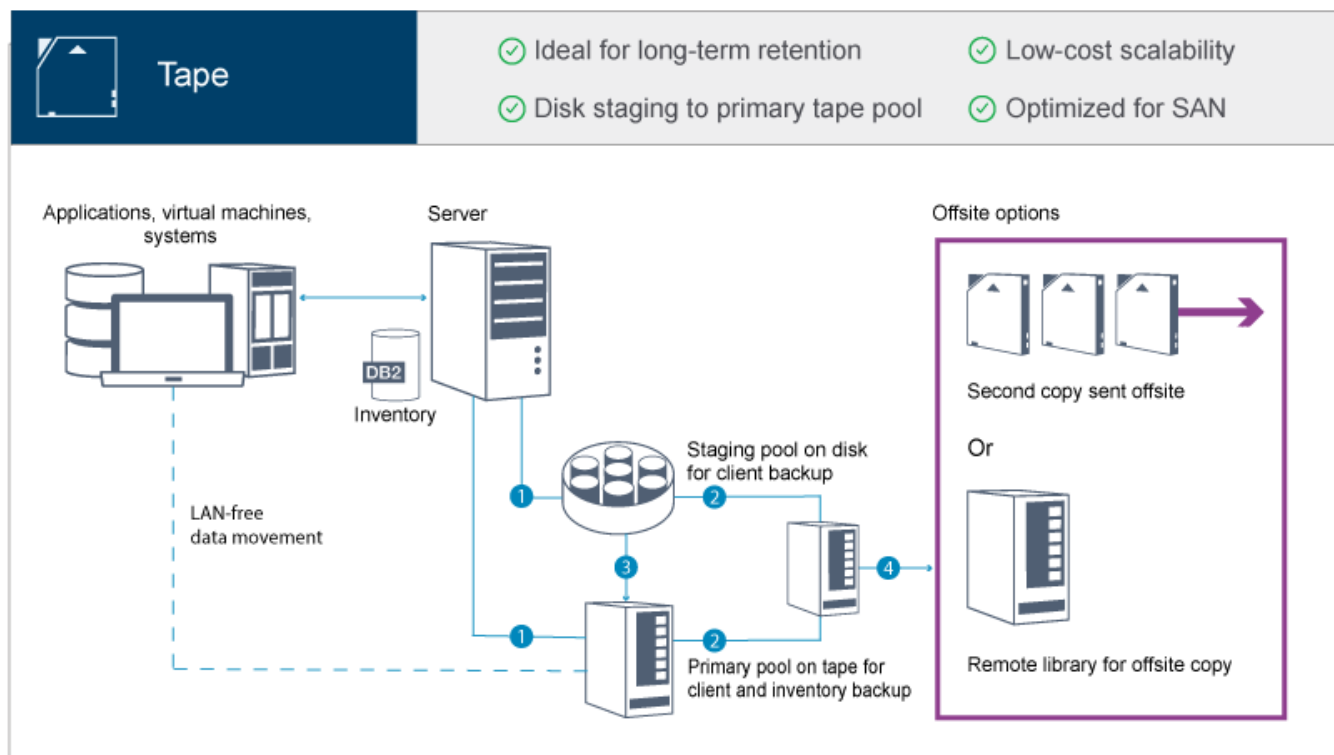 Tape
Ideal for long-term retention
Low-cost scalability
Disk staging to primary tape pool
Optimized for SAN
Applications, virtual machines,
systems
Server
Offsite options
DB2
Inventory
Second copy sent offsite
Staging pool on disk
for client backup
Or
1
2
LAN-free
data movement
3
4
1
2
Primary pool on tape for
client and inventory backup
Remote library for offsite copy